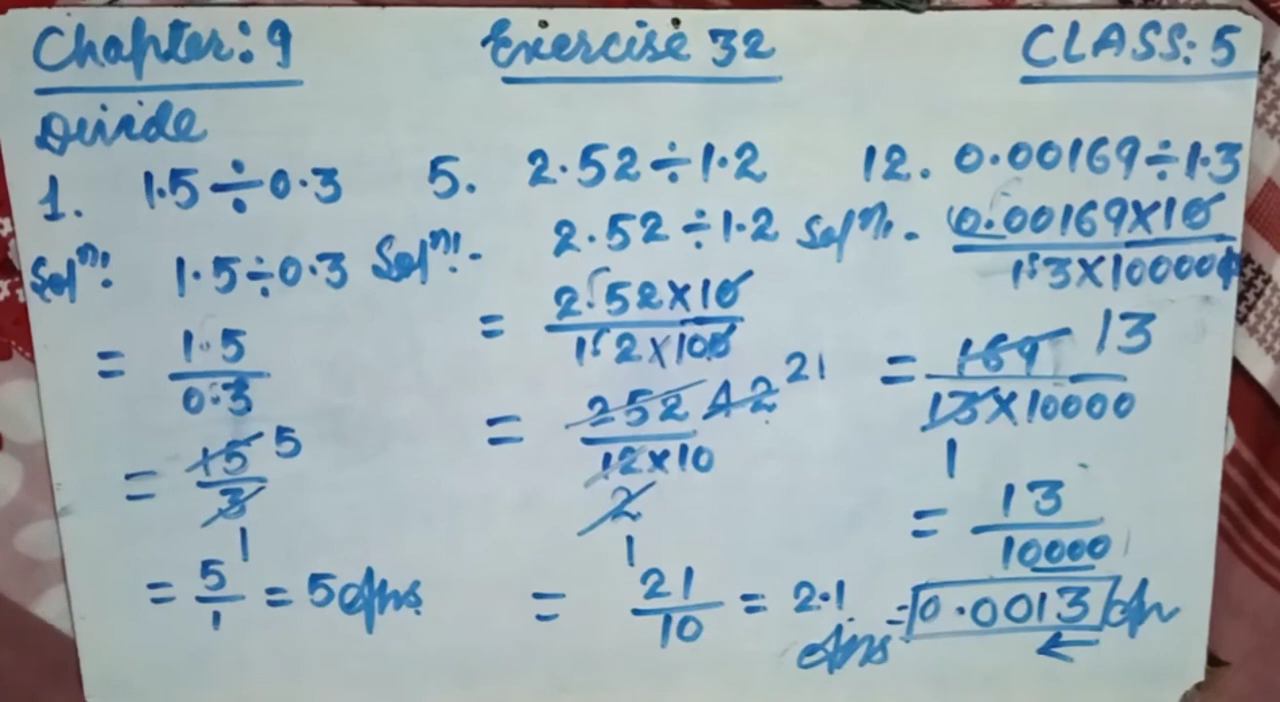 Chapter: 9 Exercise 32 CLASS: 5
Divide
1. 1.5÷0.3
Solⁿ: 1.5÷0.3
= 1.5/0.3
= 15/3 5 1
= 5/1 = 5 Ans.
5. 2.52÷1.2
Solⁿ:- 2.52÷1.2
= 2.52×10/1.2×100
= 252/12×10 42 21 2 1
= 21/10 = 2.1
Ans
12. 0.00169÷1.3
Solⁿ:- 0.00169×10/1.3×100000
= 169/13×10000 13 1
= 13/10000
= 0.0013 An
←